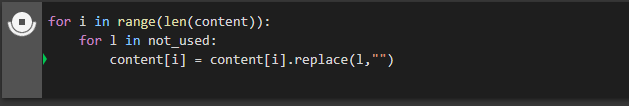 for i in range(len(content)):
    for l in not_used:
        content[i] = content[i].replace(l,"")